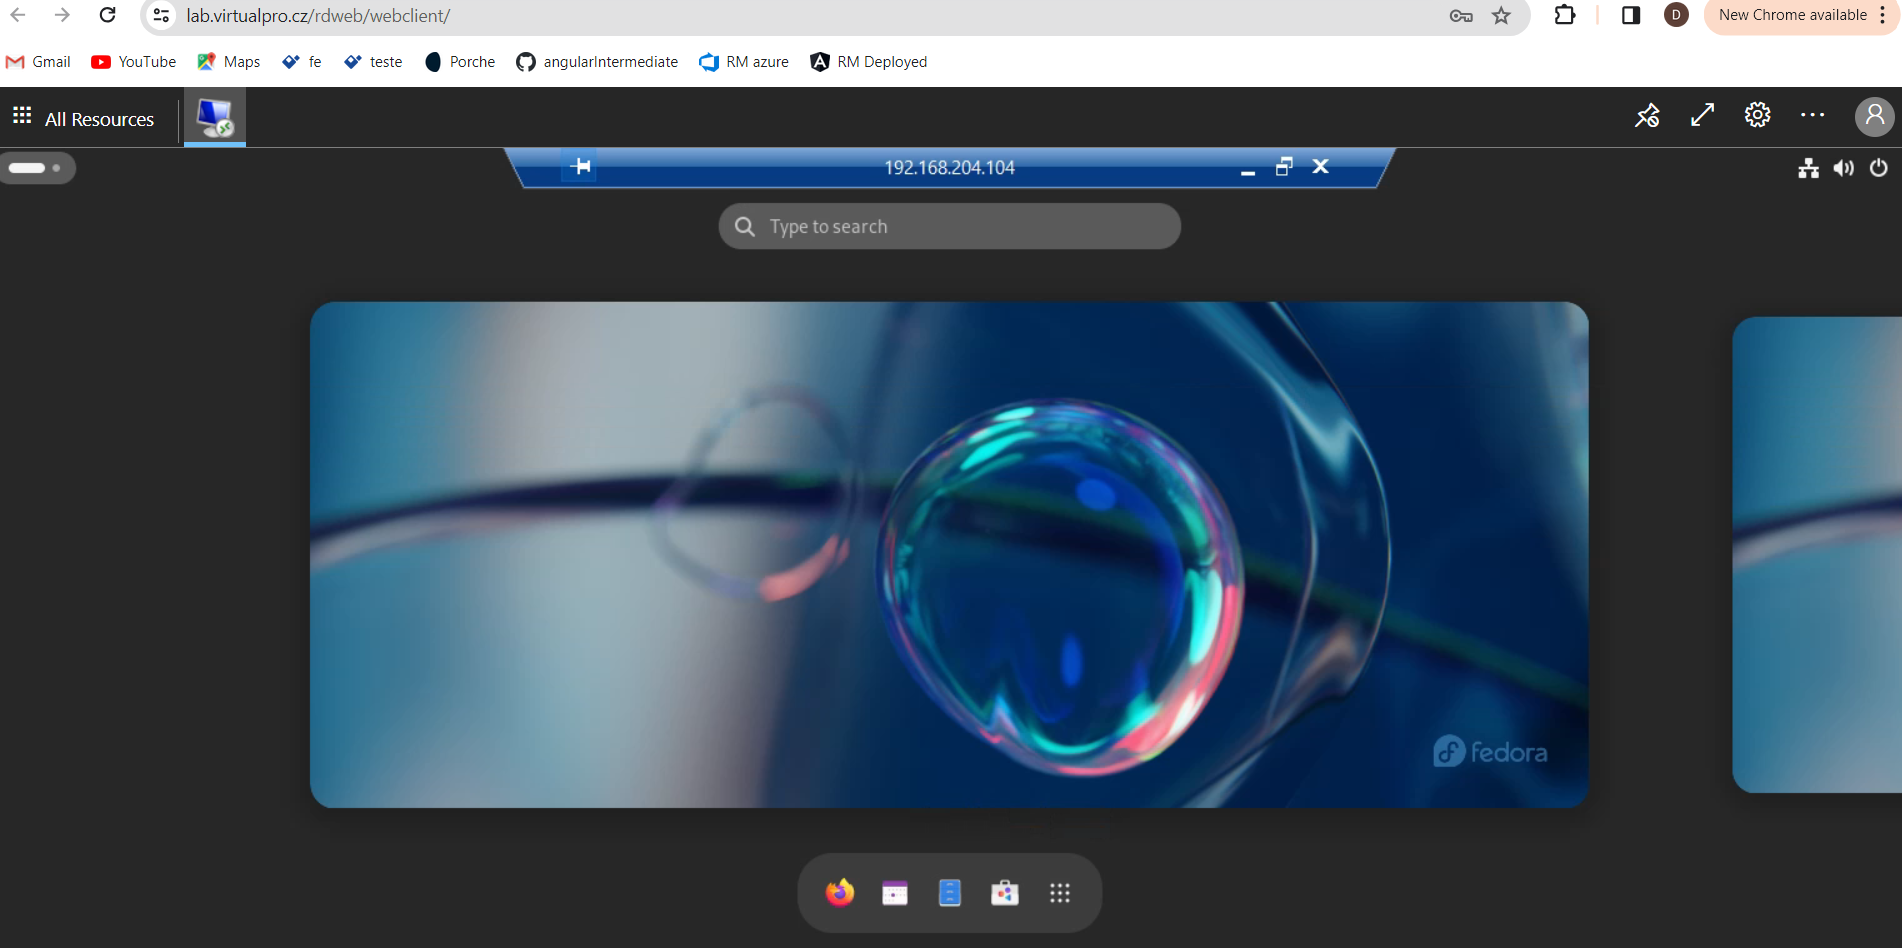 lab.virtualpro.cz/rdweb/webclient/
D
New Chrome available
Gmail YouTube Maps fe teste Porche angularIntermediate RM azure RM Deployed
All Resources
192.168.204.104
Type to search
fedora